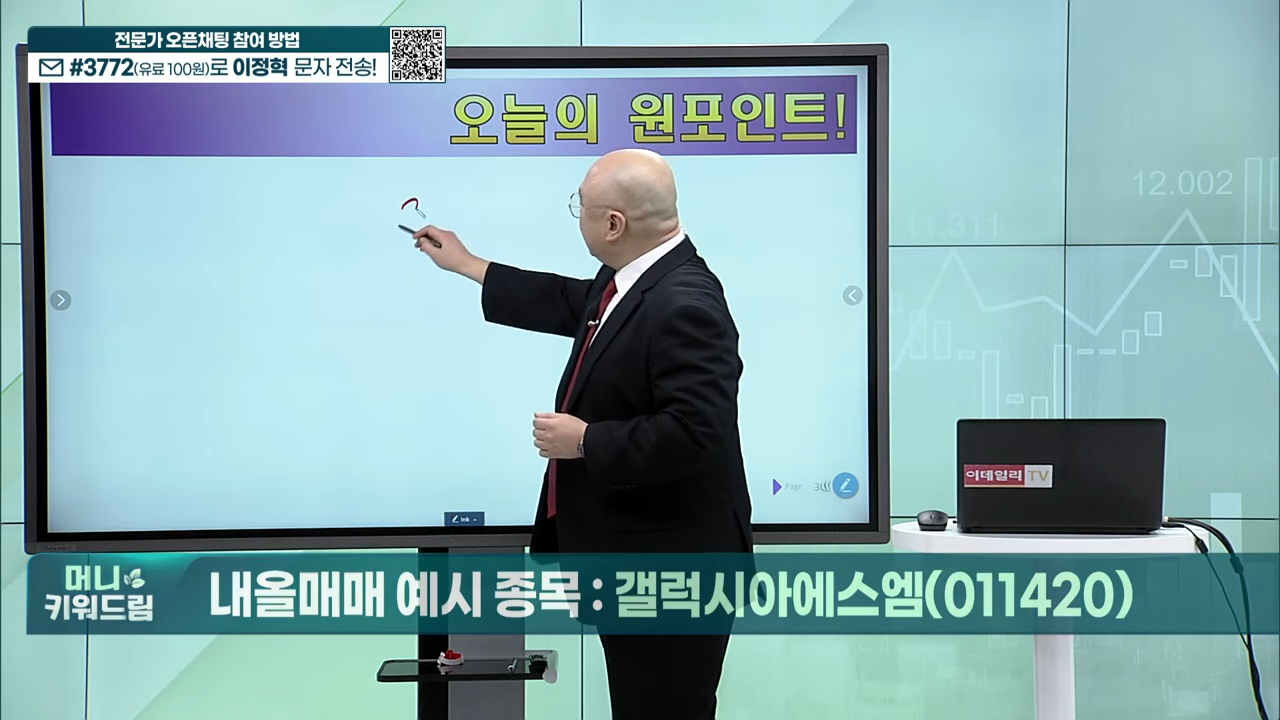 전문가 오픈채팅 참여 방법
#3772(유료 100원)로 이정혁 문자 전송!
오늘의 원포인트!
12.002
11.311
이데일리TV
Page
Ink
머니
키워드림
내올매매 예시 종목 : 갤럭시아에스엠(011420)